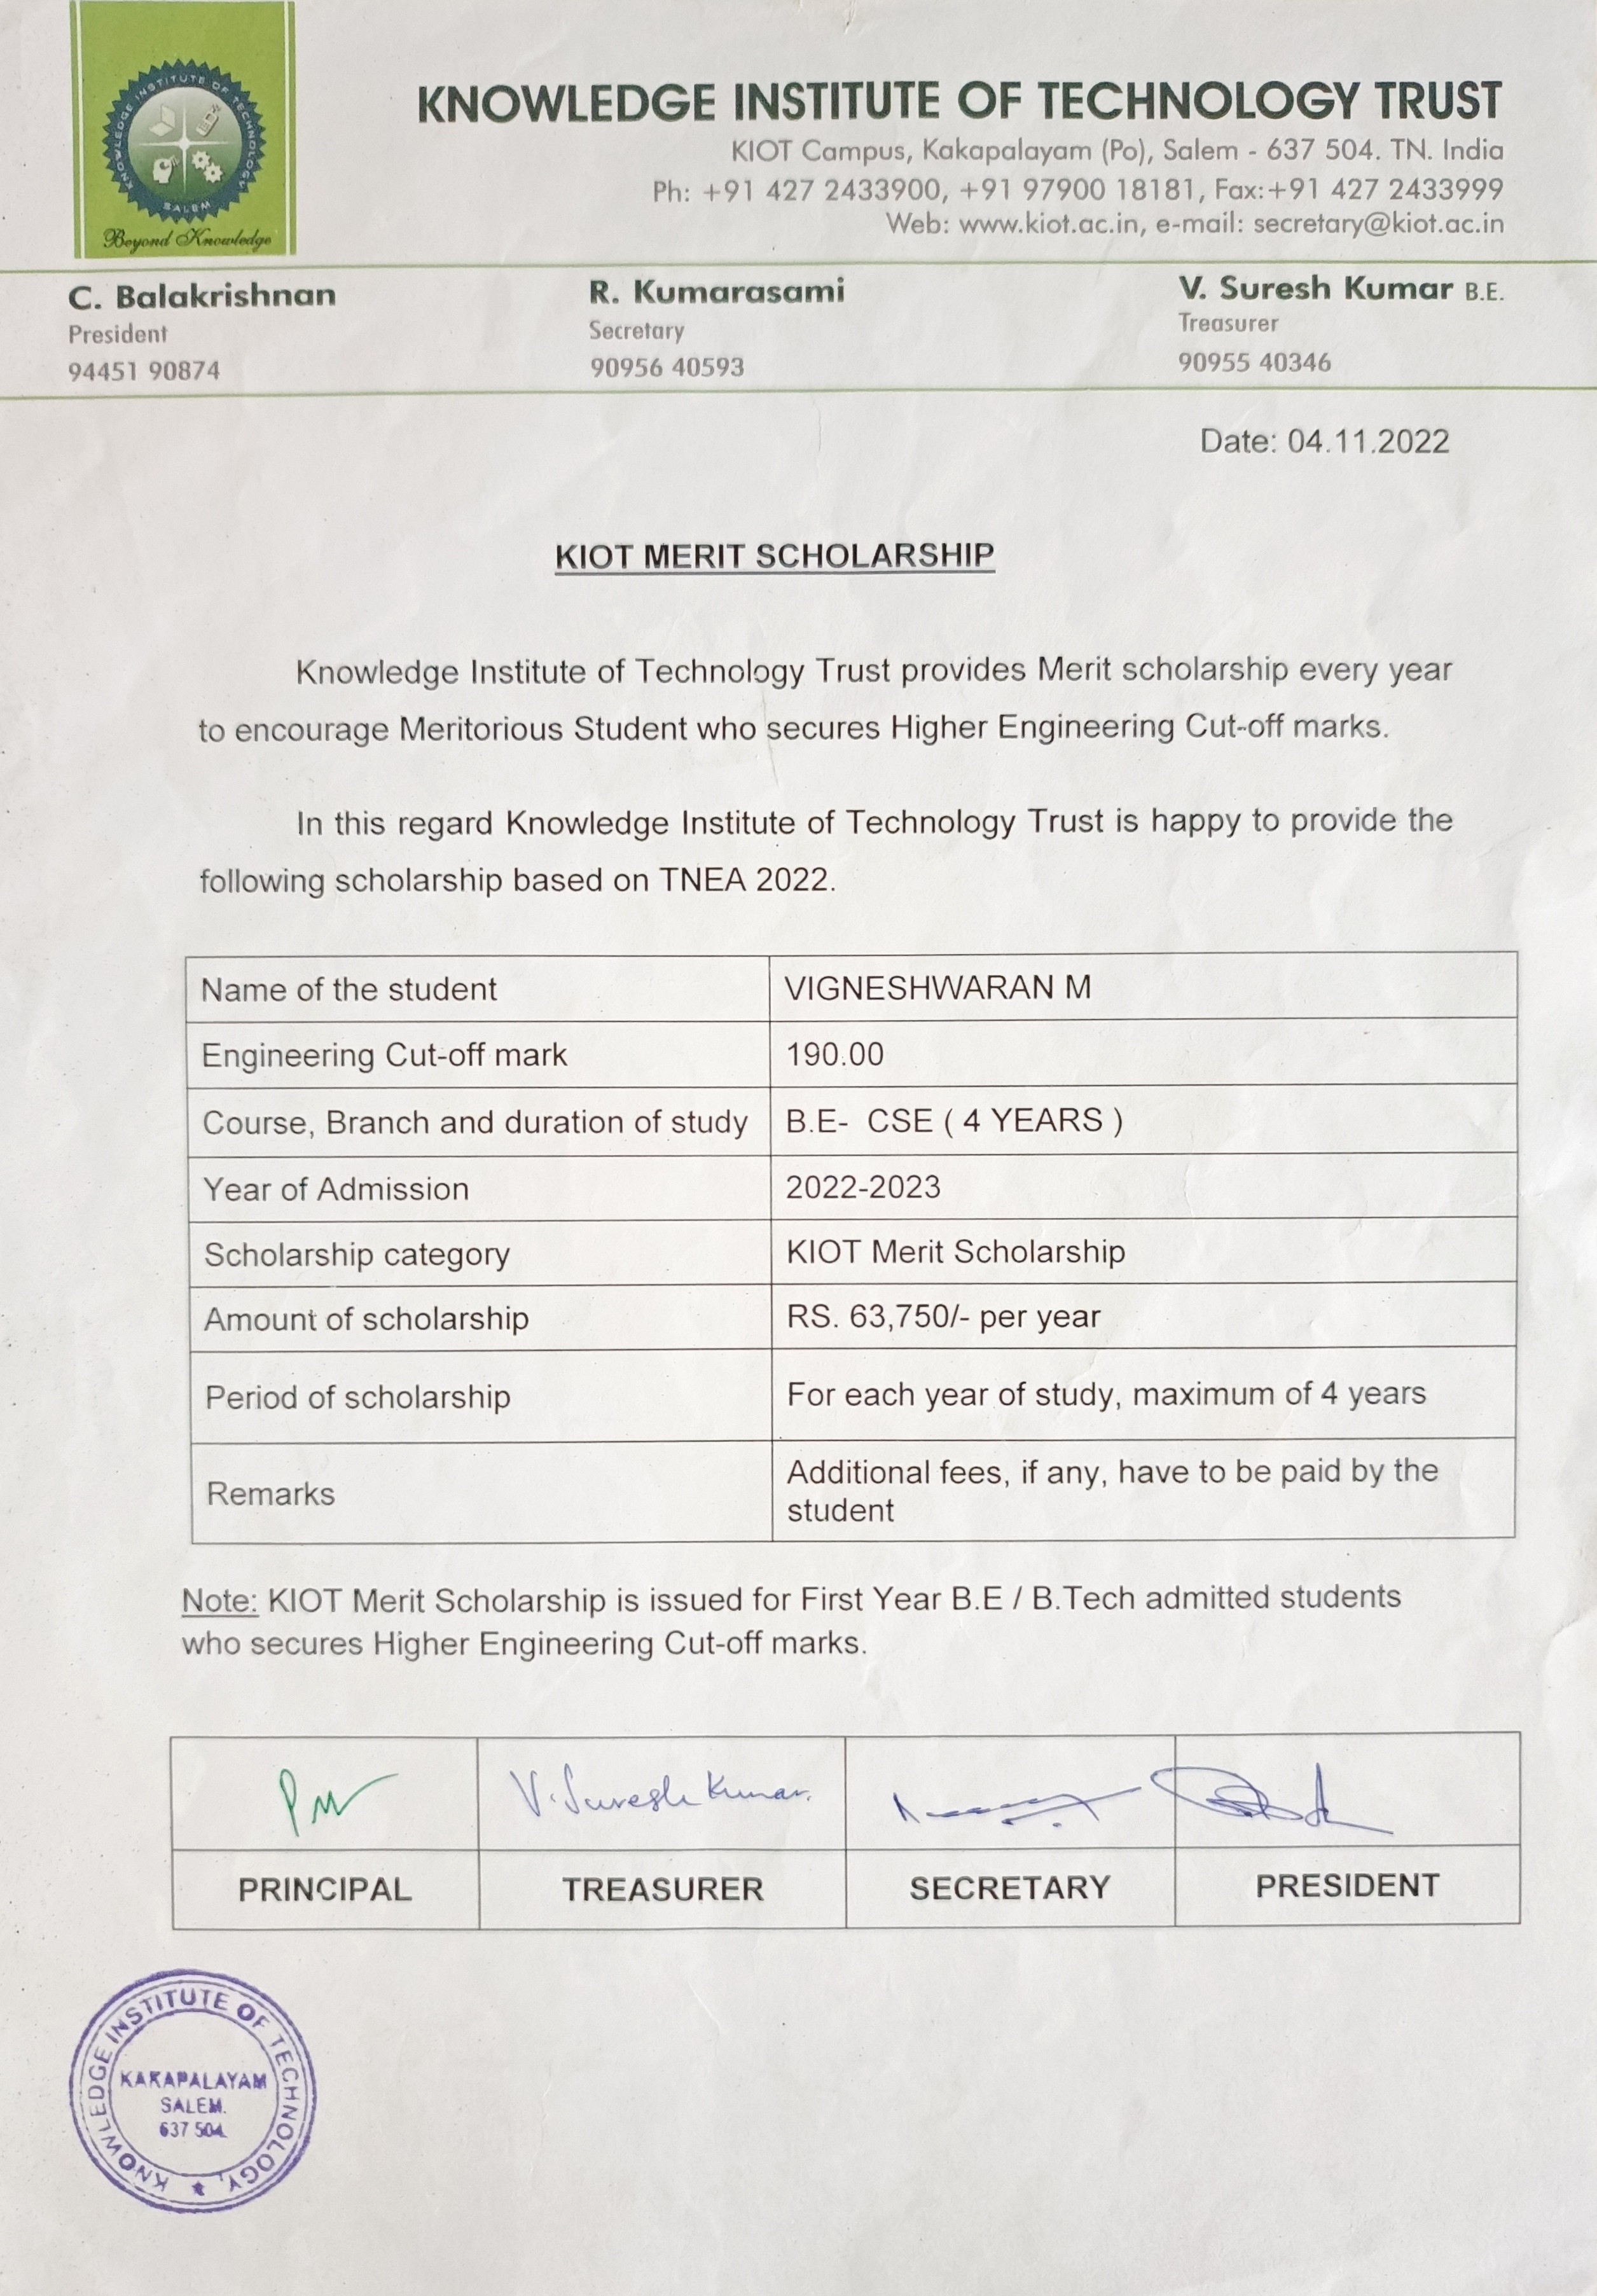 KNOWLEDGE INSTITUTE OF TECHNOLOGY
SALEM
Beyond Knowledge
KNOWLEDGE INSTITUTE OF TECHNOLOGY TRUST
KIOT Campus, Kakapalayam (Po), Salem - 637 504. TN. India
Ph: +91 427 2433900, +91 97900 18181, Fax:+91 427 2433999
Web: www.kiot.ac.in, e-mail: secretary@kiot.ac.in
C. Balakrishnan
President
94451 90874
R. Kumarasami
Secretary
90956 40593
V. Suresh Kumar B.E.
Treasurer
90955 40346
Date: 04.11.2022
KIOT MERIT SCHOLARSHIP
Knowledge Institute of Technology Trust provides Merit scholarship every year
to encourage Meritorious Student who secures Higher Engineering Cut-off marks.
In this regard Knowledge Institute of Technology Trust is happy to provide the
following scholarship based on TNEA 2022.
Name of the student VIGNESHWARAN M
Engineering Cut-off mark 190.00
Course, Branch and duration of study B.E- CSE ( 4 YEARS )
Year of Admission 2022-2023
Scholarship category KIOT Merit Scholarship
Amount of scholarship RS. 63,750/- per year
Period of scholarship For each year of study, maximum of 4 years
Remarks Additional fees, if any, have to be paid by the
student
Note: KIOT Merit Scholarship is issued for First Year B.E / B.Tech admitted students
who secures Higher Engineering Cut-off marks.
V. Suresh Kumar.
PRINCIPAL TREASURER SECRETARY PRESIDENT
KNOWLEDGE INSTITUTE OF TECHNOLOGY,
KAKAPALAYAM
SALEM.
637 504.